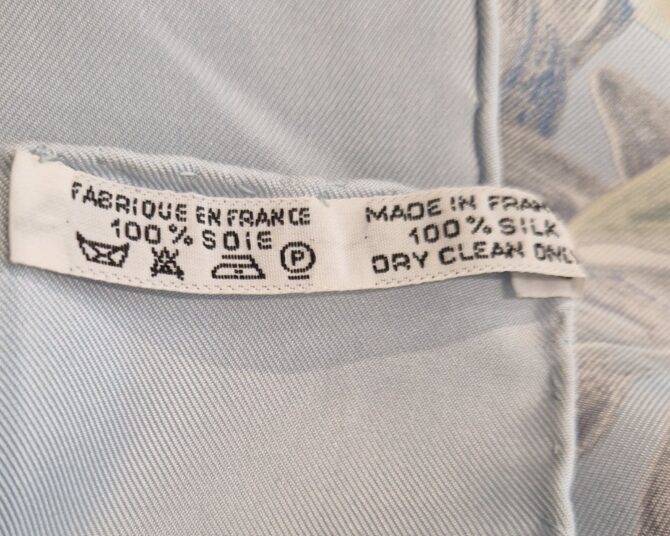 FABRIQUE EN FRANCE
100% SOIE
P
MADE IN
100% SILK
DRY CLEAN